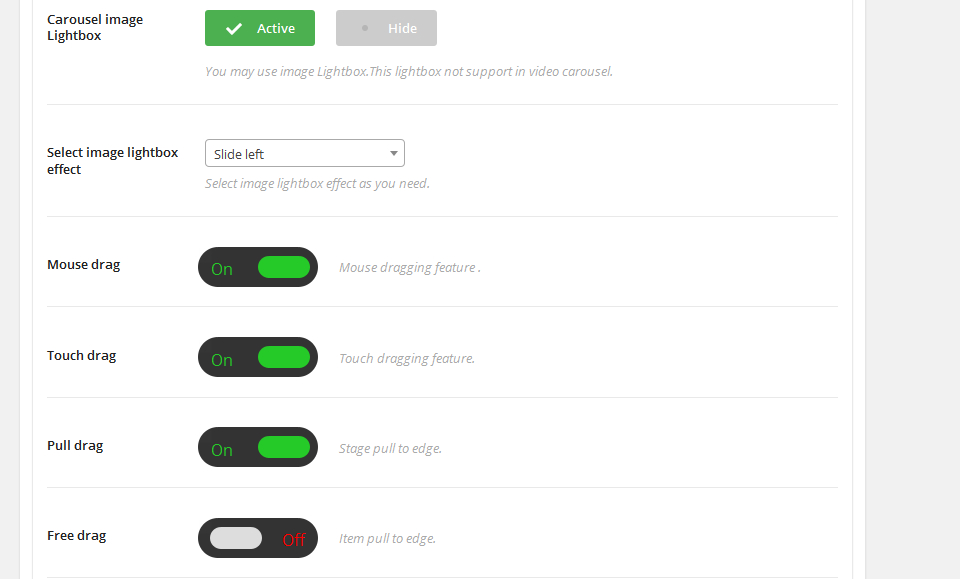 Carousel image
Lightbox
Active
Hide
You may use image Lightbox.This lightbox not support in video carousel.
Select image lightbox
effect
Slide left
Select image lightbox effect as you need.
Mouse drag
On
Mouse dragging feature .
Touch drag
On
Touch dragging feature.
Pull drag
On
Stage pull to edge.
Free drag
Off
Item pull to edge.